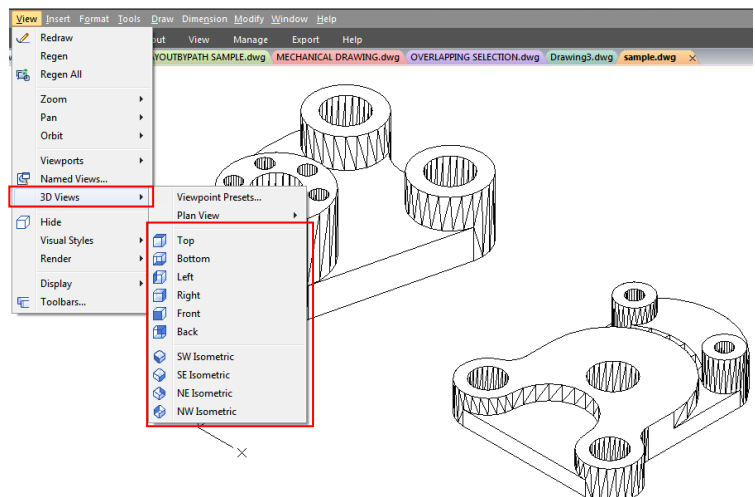 View Insert Format Tools Draw Dimension Modify Window Help
out View Manage Export Help
YOUTBYPATH SAMPLE.dwg MECHANICAL DRAWING.dwg OVERLAPPING SELECTION.dwg Drawing3.dwg sample.dwg
Redraw
Regen
Regen All
Zoom
Pan
Orbit
Viewports
Named Views...
3D Views
Hide
Visual Styles
Render
Display
Toolbars...
Viewpoint Presets...
Plan View
Top
Bottom
Left
Right
Front
Back
SW Isometric
SE Isometric
NE Isometric
NW Isometric
X